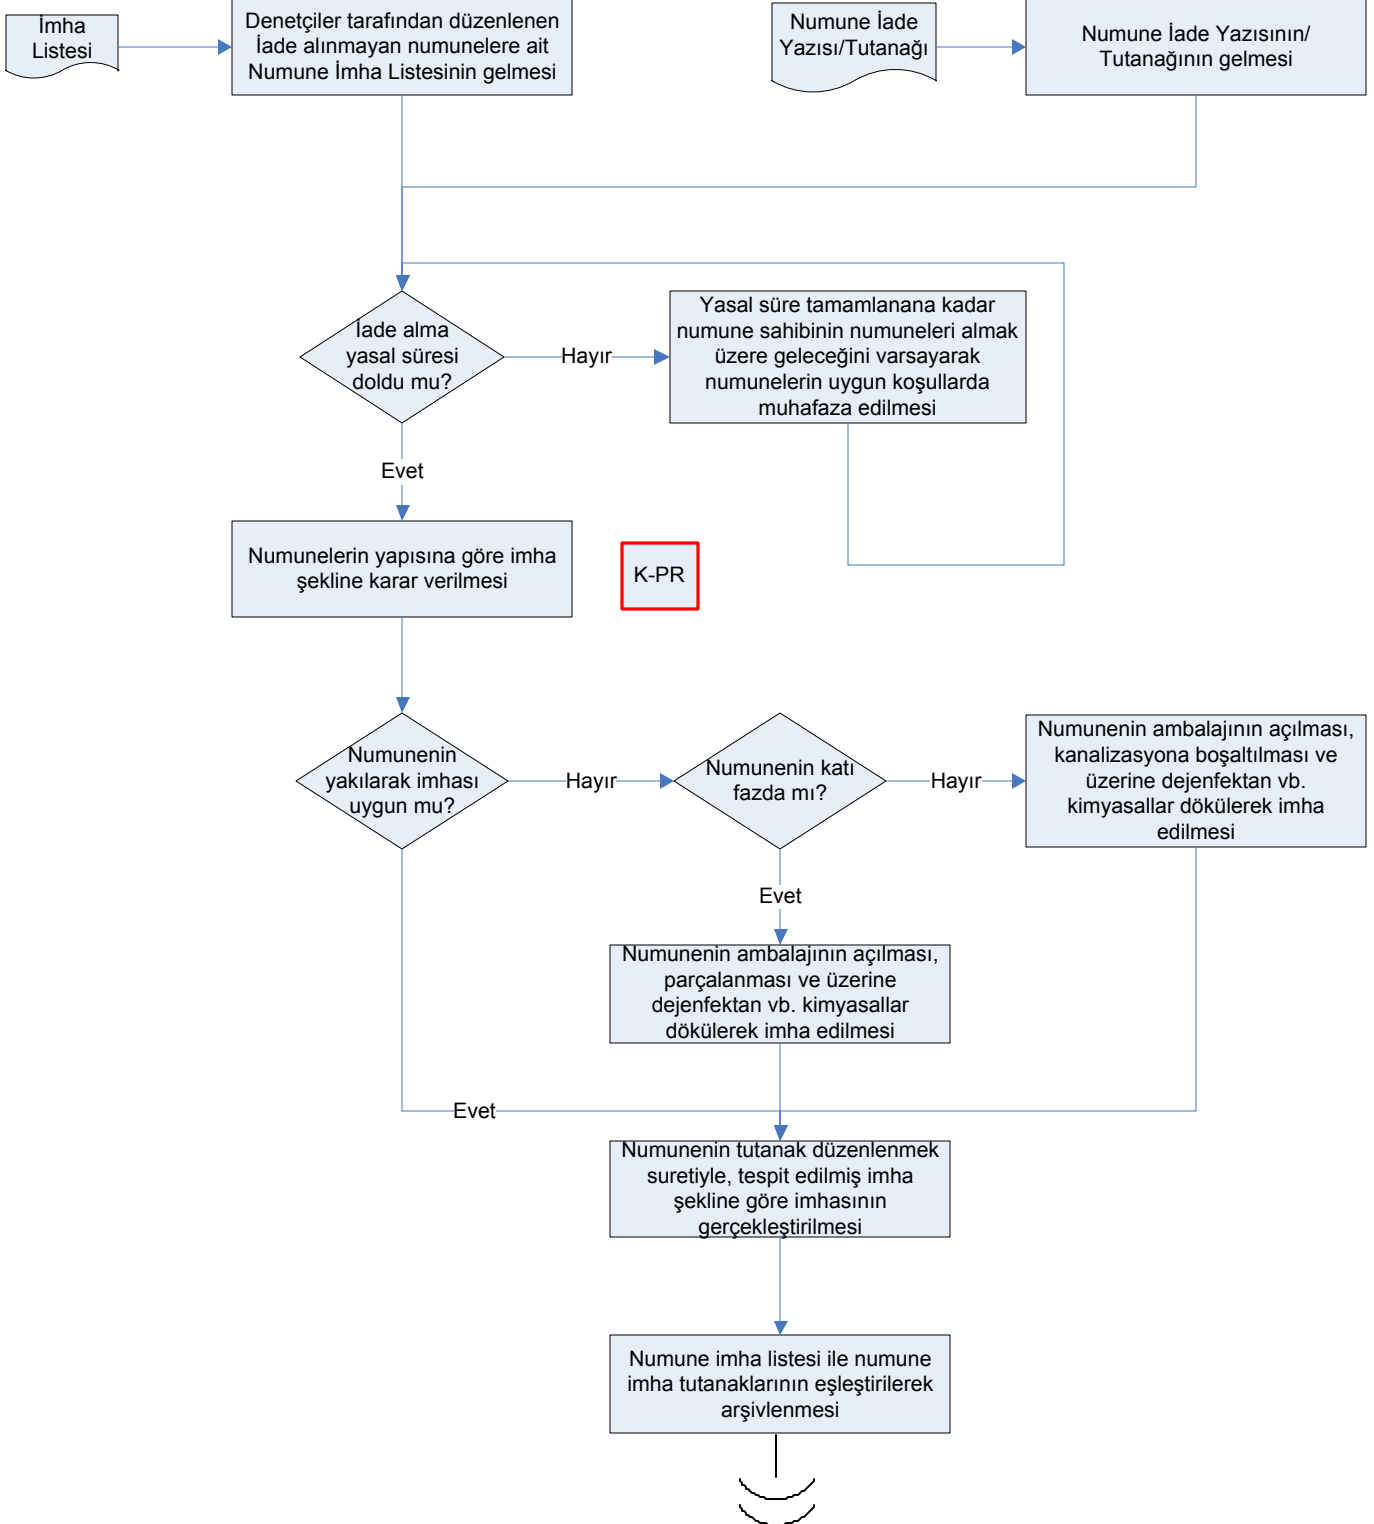 İmha
Listesi
Denetçiler tarafından düzenlenen
İade alınmayan numunelere ait
Numune İmha Listesinin gelmesi
Numune İade
Yazısı/Tutanağı
Numune İade Yazısının/
Tutanağının gelmesi
İade alma
yasal süresi
doldu mu?
Hayır
Yasal süre tamamlanana kadar
numune sahibinin numuneleri almak
üzere geleceğini varsayarak
numunelerin uygun koşullarda
muhafaza edilmesi
Evet
Numunelerin yapısına göre imha
şekline karar verilmesi
K-PR
Numunenin
yakılarak imhası
uygun mu?
Hayır
Numunenin katı
fazda mı?
Hayır
Numunenin ambalajının açılması,
kanalizasyona boşaltılması ve
üzerine dejenfektan vb.
kimyasallar dökülerek imha
edilmesi
Evet
Numunenin ambalajının açılması,
parçalanması ve üzerine
dejenfektan vb. kimyasallar
dökülerek imha edilmesi
Evet
Numunenin tutanak düzenlenmek
suretiyle, tespit edilmiş imha
şekline göre imhasının
gerçekleştirilmesi
Numune imha listesi ile numune
imha tutanaklarının eşleştirilerek
arşivlenmesi